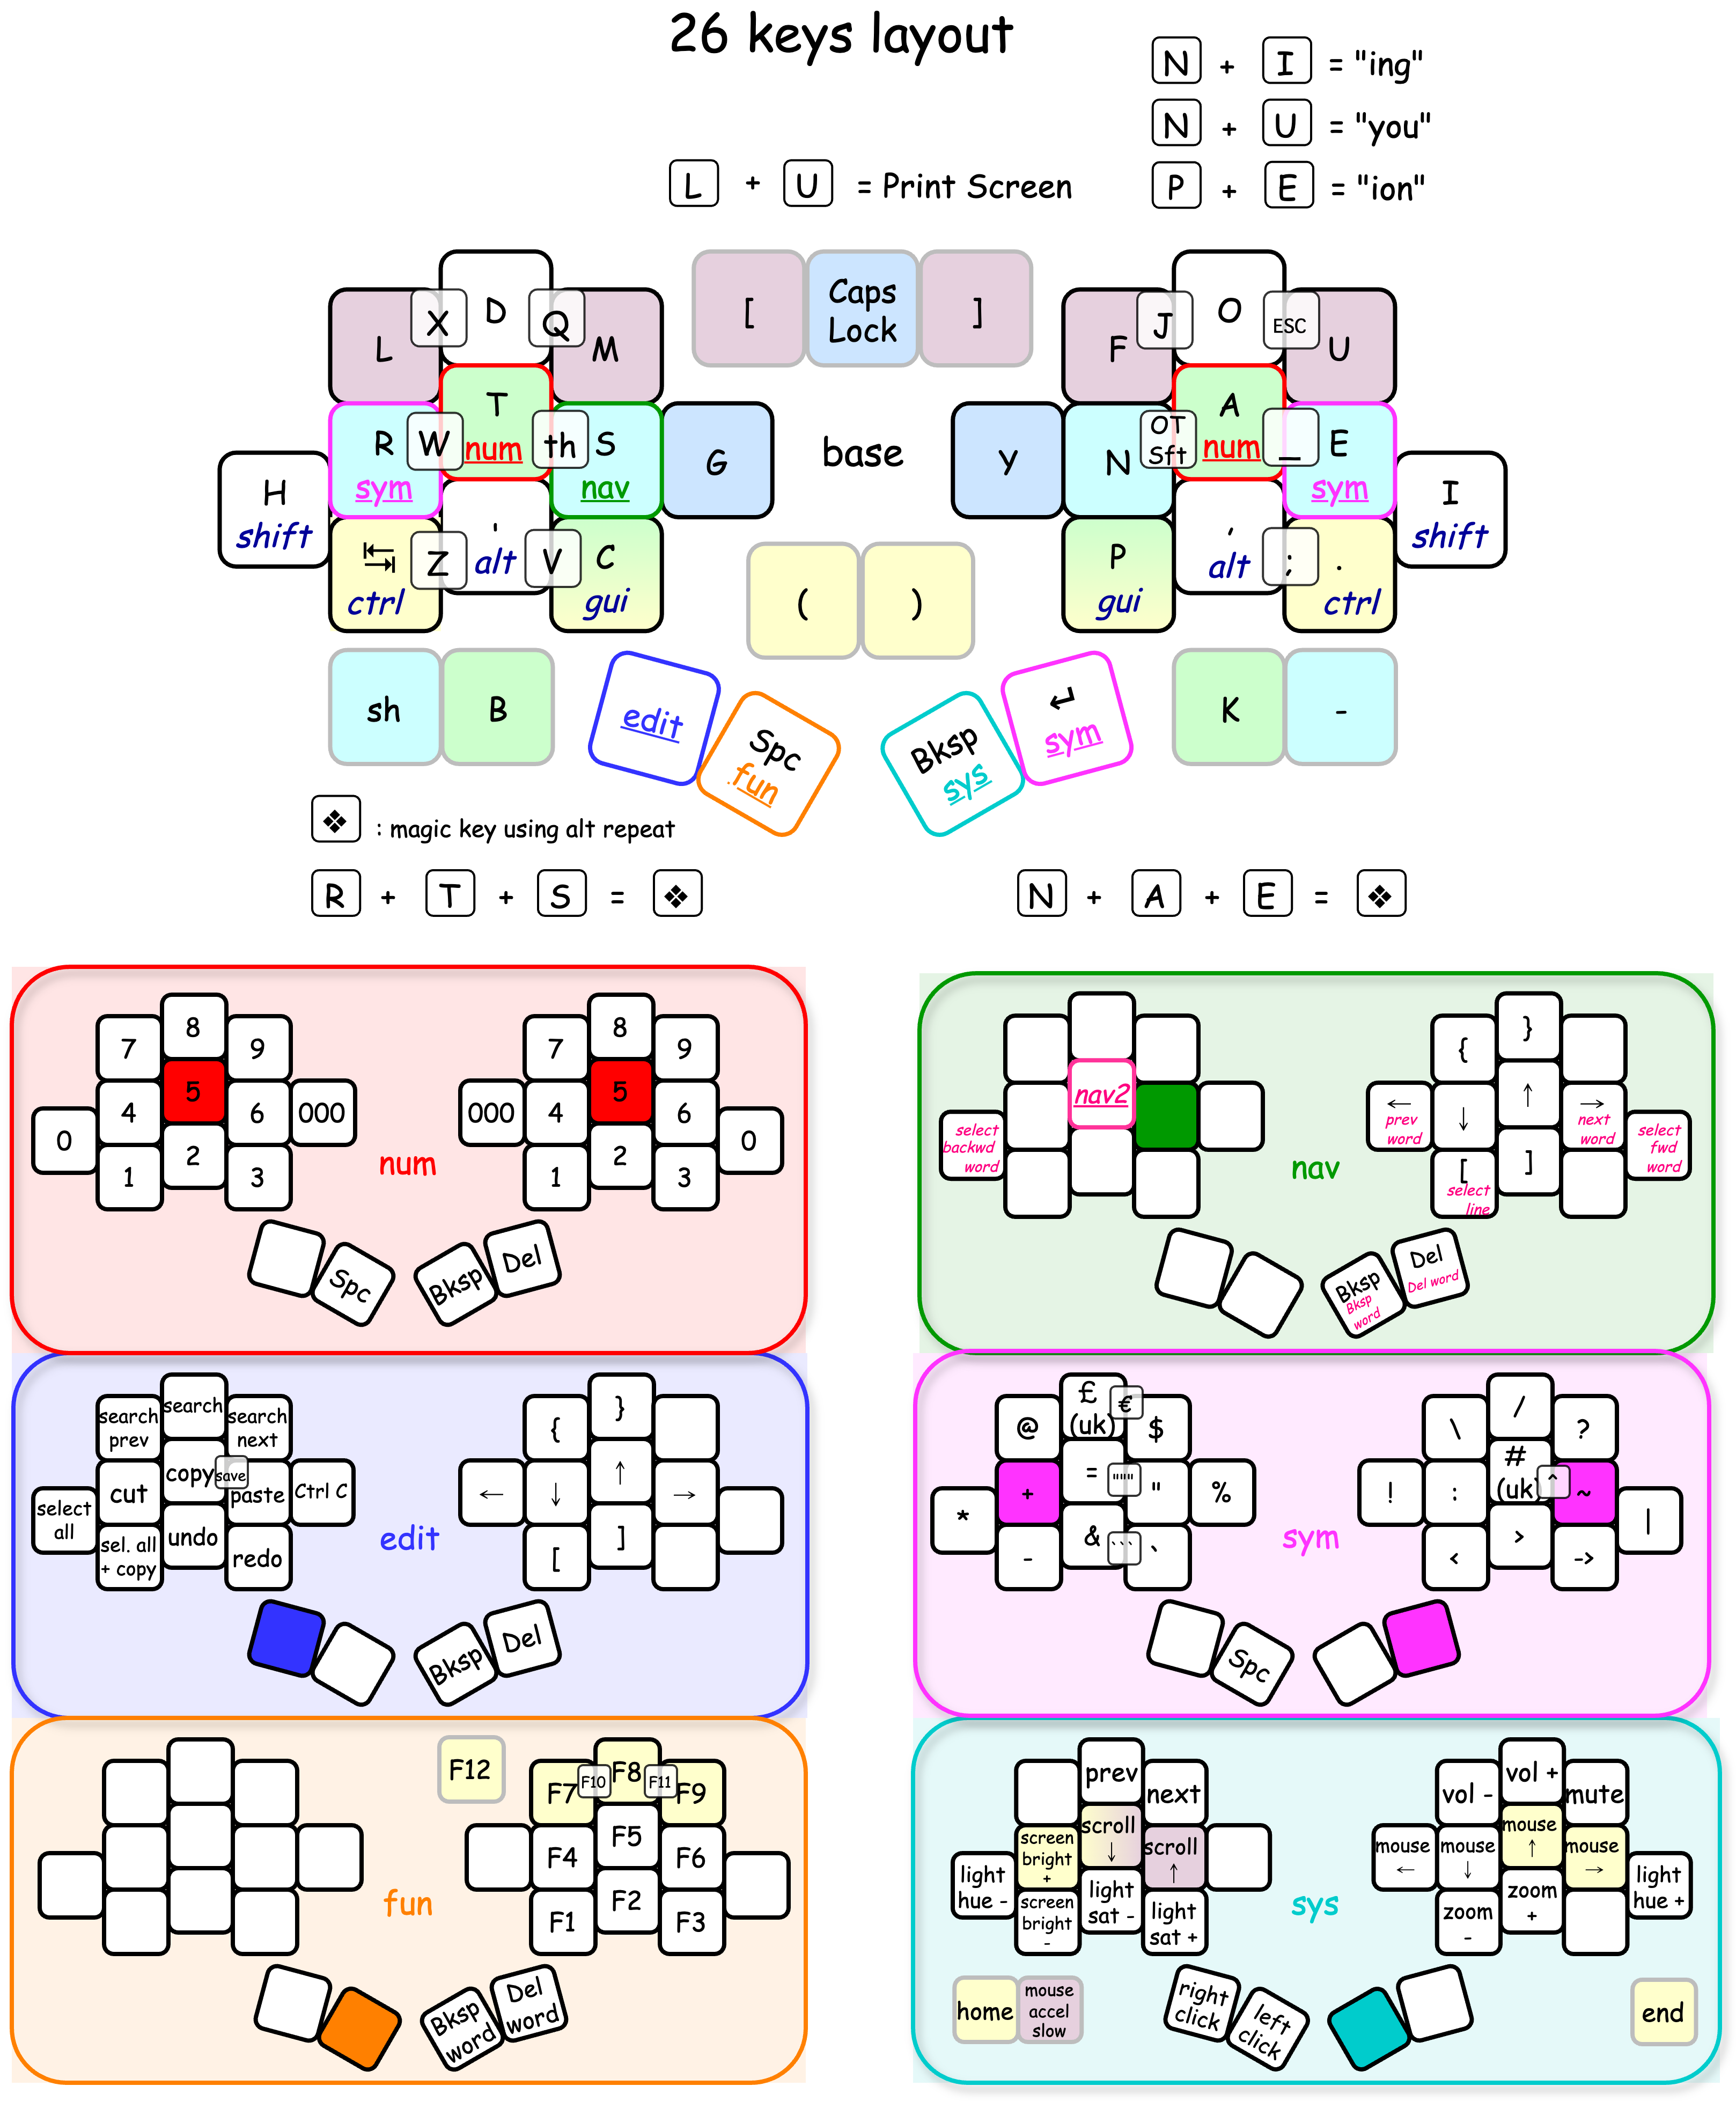 26 keys layout
N + I = "ing"
N + U = "you"
L + U = Print Screen
P + E = "ion"
L X D Q M
[ Caps Lock ]
F J O ESC U
H shift
R sym
W
T num
th
S nav
G
base
Y
N
OT Sft
A num
_
E sym
I shift
ctrl
Z
' alt
V
C gui
( )
P gui
, alt
;
. ctrl
sh B
edit
Spc fun
Bksp sys
↵ sym
K -
❖ : magic key using alt repeat
R + T + S = ❖
N + A + E = ❖
num
7 8 9
4 5 6 000
0
1 2 3
7 8 9
000 4 5 6
0
1 2 3
Spc
Bksp
Del
nav
nav2
select backwd word
{ }
← prev word
↓
↑
→ next word
select fwd word
[ select line
]
Bksp Bksp word
Del Del word
edit
search prev
search
search next
select all
cut
copy
save
paste
Ctrl C
sel. all + copy
undo
redo
{ }
← ↓ ↑ →
[ ]
Bksp
Del
sym
@
£ (uk)
€
$
*
+
=
"""
"
%
-
&
```
`
\ / ?
!
:
# (uk)
^
~
|
< > ->
Spc
fun
F12
F7 F10 F8 F11 F9
F4 F5 F6
F1 F2 F3
Bksp word
Del word
sys
prev
next
light hue -
screen bright +
scroll ↓
scroll ↑
screen bright -
light sat -
light sat +
vol -
vol +
mute
mouse ←
mouse ↓
mouse ↑
mouse →
light hue +
zoom -
zoom +
home
mouse accel slow
right click
left click
end